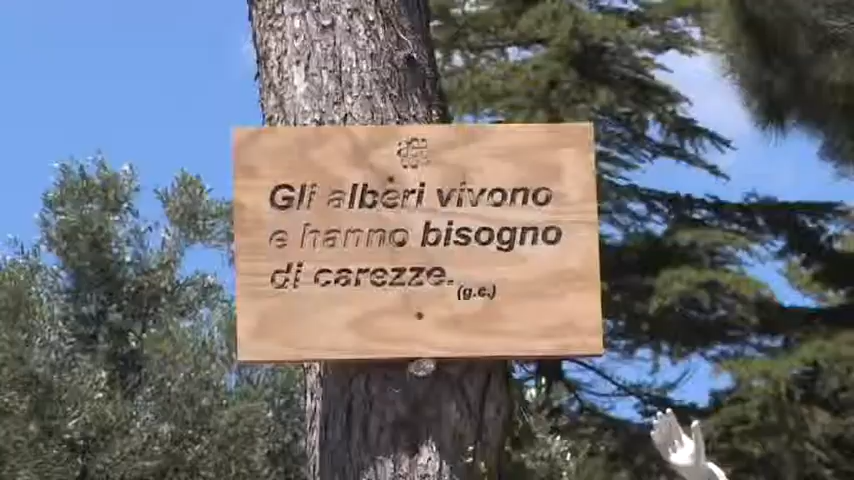 Gli alberi vivono
e hanno bisogno
di carezze.
(g.c.)